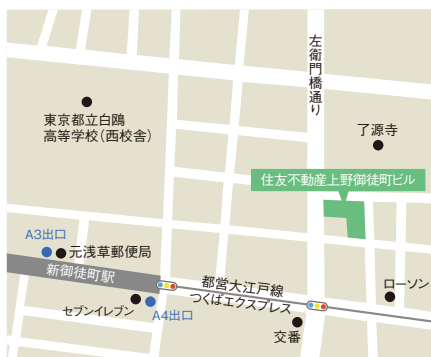 左衛門橋通り
東京都立白鷗
高等学校(西校舎)
了源寺
住友不動産上野御徒町ビル
A3出口
元浅草郵便局
新御徒町駅
都営大江戸線
つくばエクスプレス
セブンイレブン
A4出口
ローソン
交番